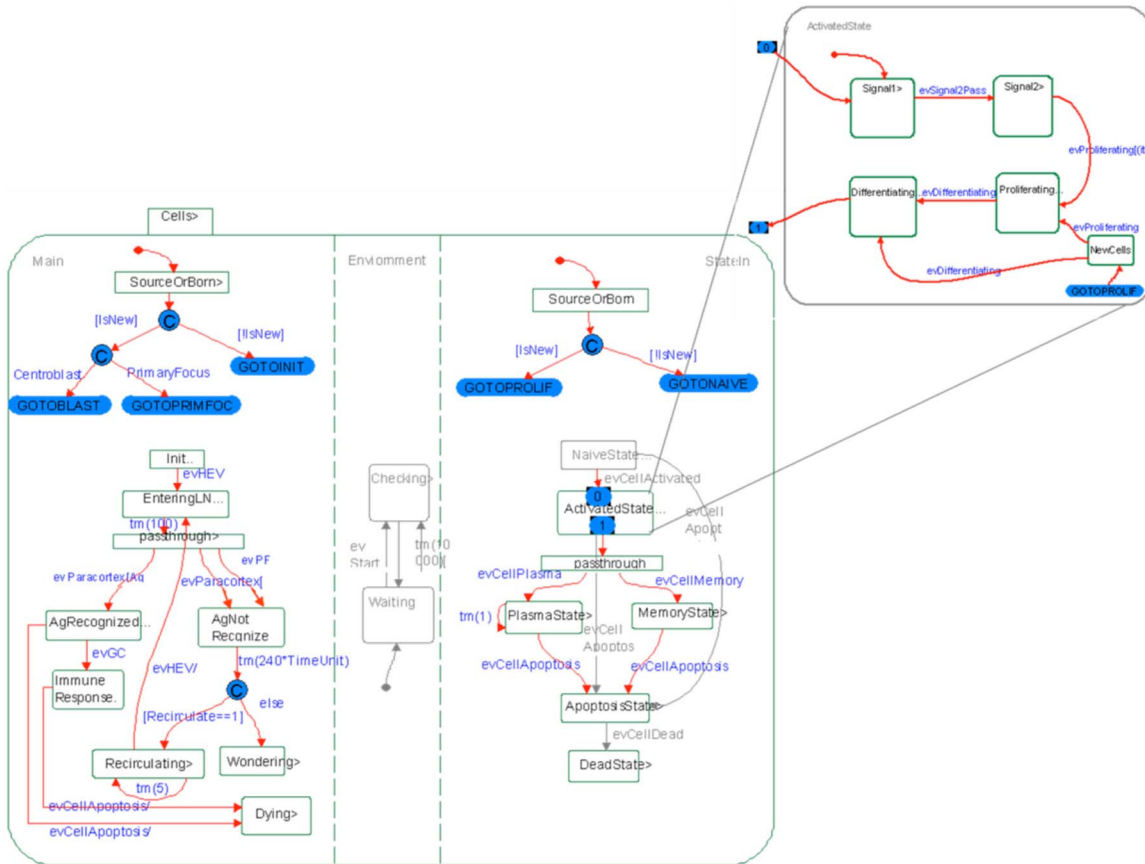 ActivatedState
0
Signal1>
evSignal2Pass
Signal2>
evProliferating[(it
Differentiating...
evDifferentiating
Proliferating...
1
evProliferating
NewCells
evDifferentiating
GOTOPROLIF
Cells>
Main
Enviornment
StateIn
SourceOrBorn>
SourceOrBorn
[IsNew]
C
[!IsNew]
C
Centroblast
PrimaryFocus
GOTOINIT
GOTOBLAST
GOTOPRIMFOC
[IsNew]
C
[!IsNew]
GOTOPROLIF
GOTONAIVE
Init..
evHEV
EnteringLN...
tm(100)
passthrough>
evPF
evParacortex[Ag
evParacortex[
AgRecognized...
AgNot
Recgnize
evGC
Immune
Response.
evHEV/
tm(240*TimeUnit)
C
else
[Recirculate==1]
Recirculating>
Wondering>
tm(5)
evCellApoptosis/
Dying>
evCellApoptosis/
Checking>
ev
Start
tm(10
000)[
Waiting
NaiveState...
evCellActivated
0
ActivatedState...
1
evCell
Apopt
passthrough
evCellPlasma
evCellMemory
PlasmaState>
MemoryState>
tm(1)
evCell
Apoptos
evCellApoptosis
evCellApoptosis
ApoptosisState>
evCellDead
DeadState>